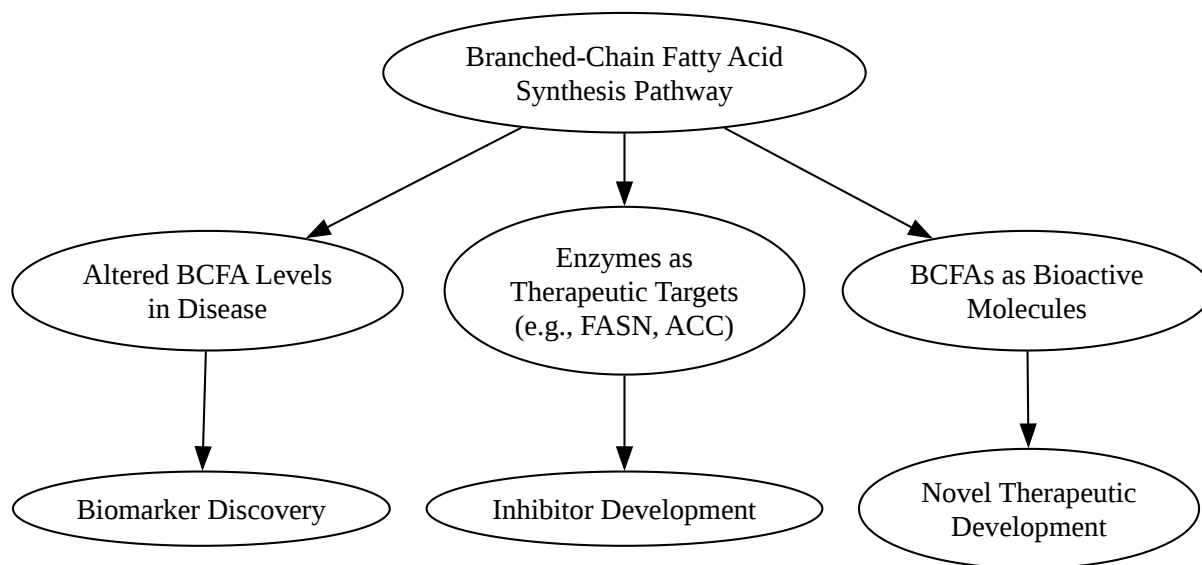 Branched-Chain Fatty Acid
Synthesis Pathway
Altered BCFA Levels
in Disease
Enzymes as
Therapeutic Targets
(e.g., FASN, ACC)
BCFAs as Bioactive
Molecules
Biomarker Discovery
Inhibitor Development
Novel Therapeutic
Development